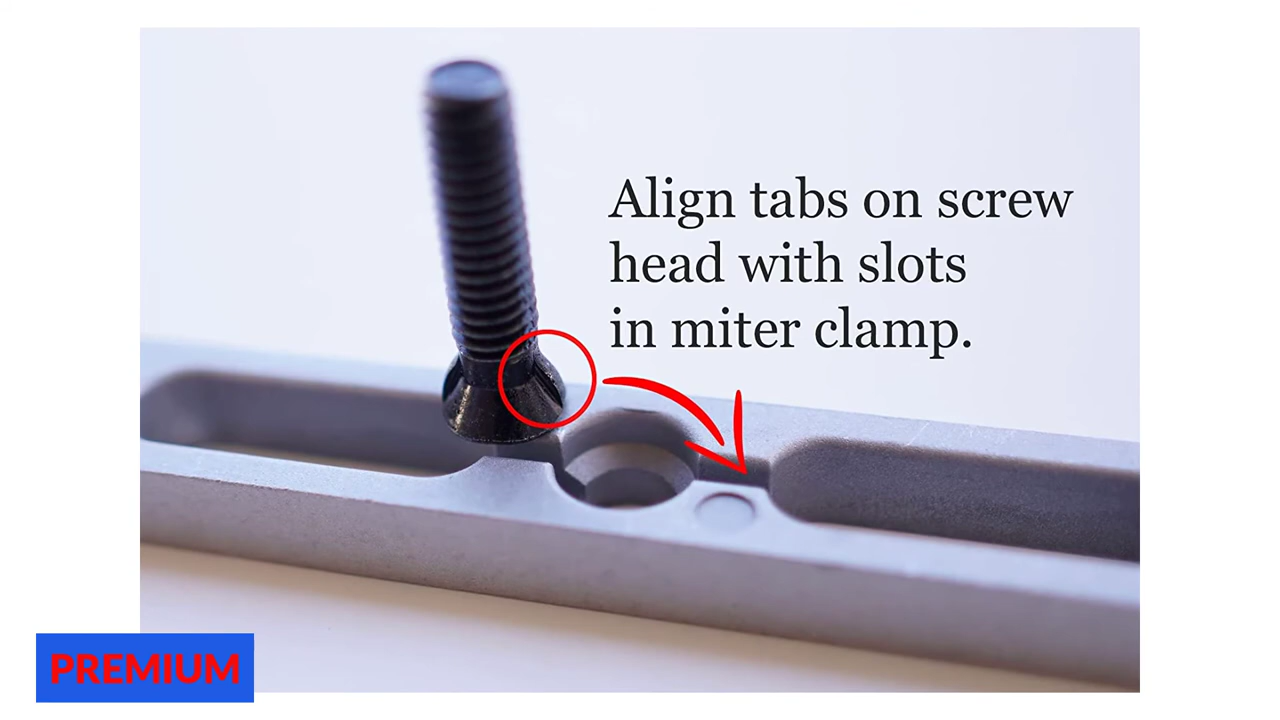 Align tabs on screw
head with slots
in miter clamp.
PREMIUM